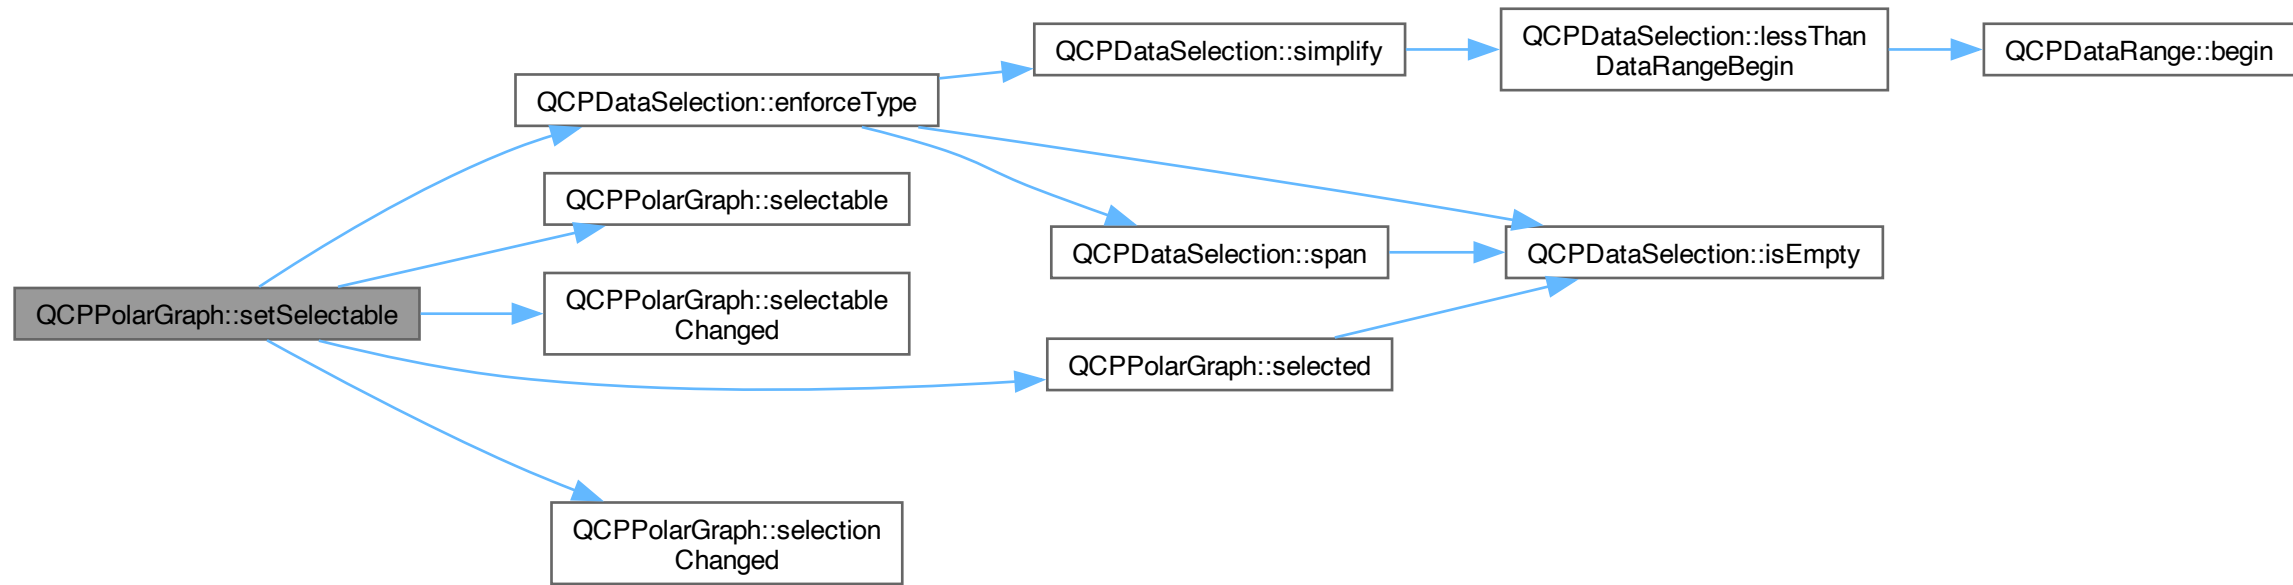 QCPPolarGraph::setSelectable
QCPDataSelection::enforceType
QCPPolarGraph::selectable
QCPPolarGraph::selectable
Changed
QCPPolarGraph::selection
Changed
QCPDataSelection::simplify
QCPDataSelection::span
QCPPolarGraph::selected
QCPDataSelection::lessThan
DataRangeBegin
QCPDataSelection::isEmpty
QCPDataRange::begin